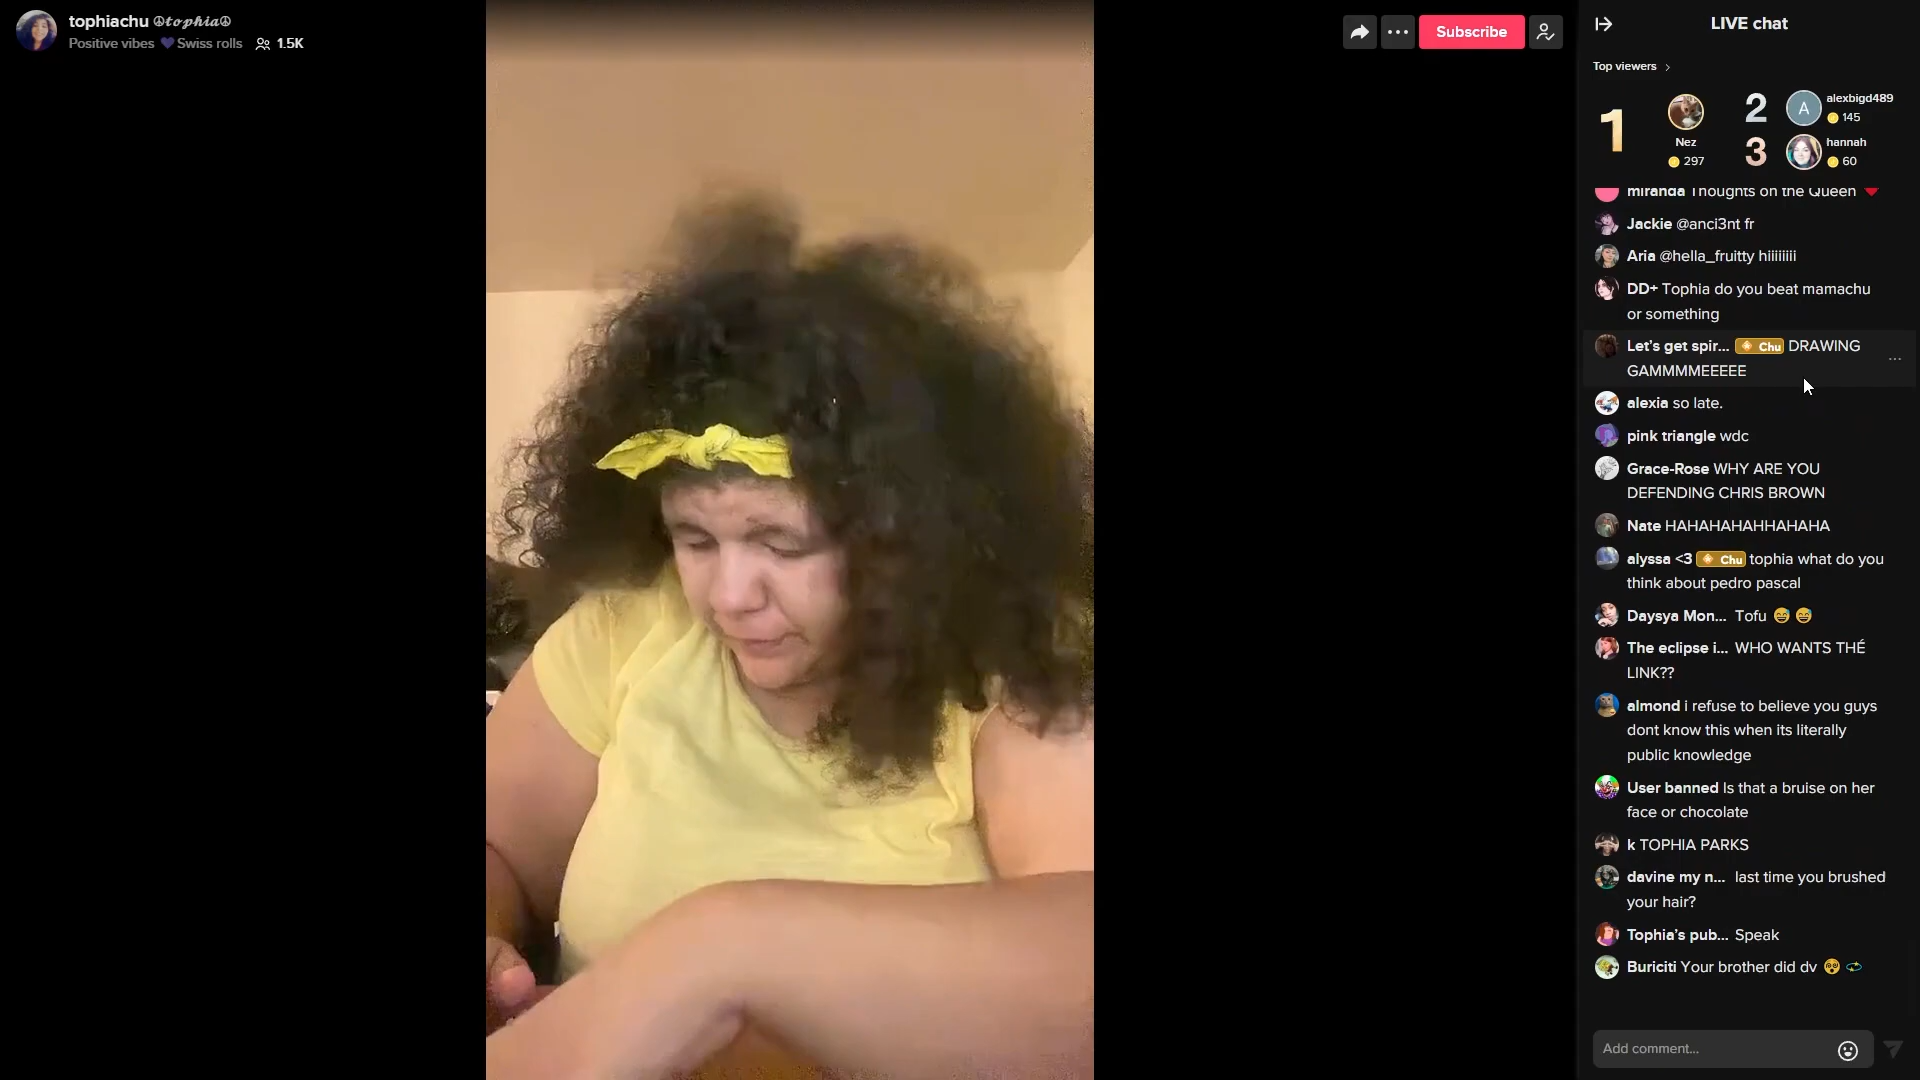 tophiachu ☮𝓽𝓸𝓹𝓱𝓲𝓪☮
Positive vibes 💜Swiss rolls 1.5K
Subscribe
LIVE chat
Top viewers >
1
Nez
297
2
A
alexbigd489
145
3
hannah
60
miranda Thoughts on the Queen
Jackie @anci3nt fr
Aria @hella_fruitty hiiiiiiii
DD+ Tophia do you beat mamachu
or something
Let's get spir... Chu DRAWING
GAMMMMEEEEE
alexia so late.
pink triangle wdc
Grace-Rose WHY ARE YOU
DEFENDING CHRIS BROWN
Nate HAHAHAHAHHAHAHA
alyssa <3 Chu tophia what do you
think about pedro pascal
Daysya Mon... Tofu 😅 😅
The eclipse i... WHO WANTS THÉ
LINK??
almond i refuse to believe you guys
dont know this when its literally
public knowledge
User banned Is that a bruise on her
face or chocolate
k TOPHIA PARKS
davine my n... last time you brushed
your hair?
Tophia's pub... Speak
Buriciti Your brother did dv 😵‍💫
Add comment...